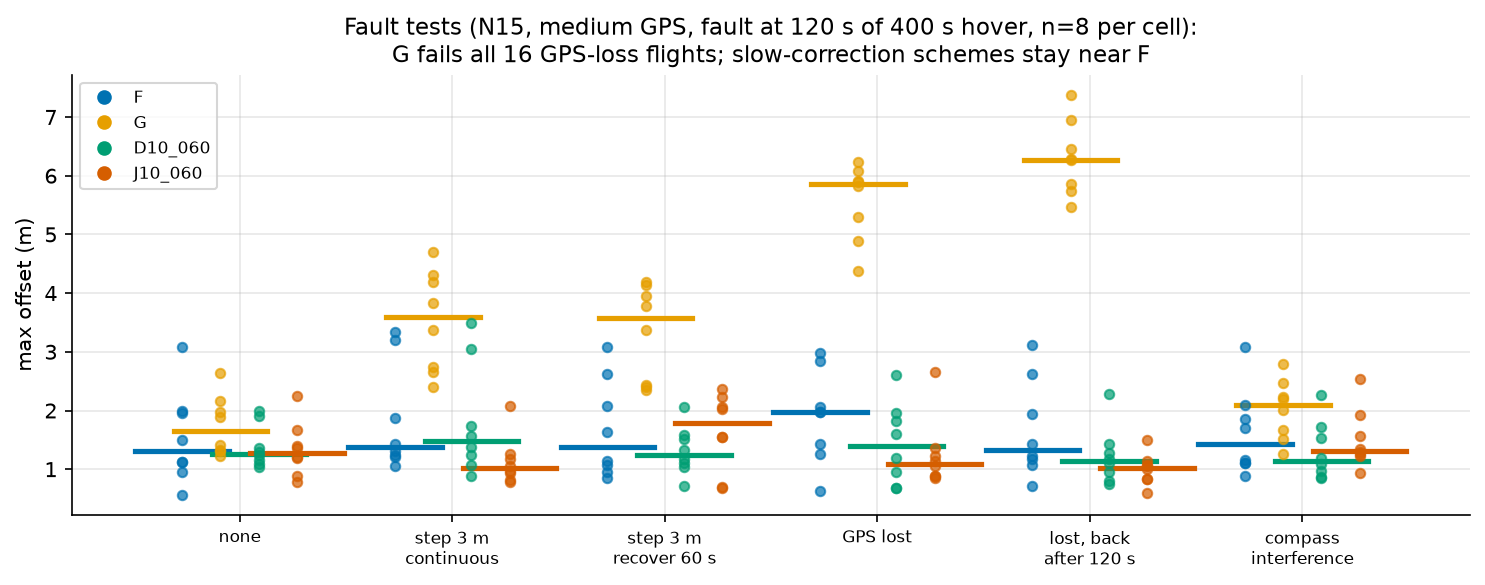 Fault tests (N15, medium GPS, fault at 120 s of 400 s hover, n=8 per cell):
G fails all 16 GPS-loss flights; slow-correction schemes stay near F
F
G
D10_060
J10_060
max offset (m)
7
6
5
4
3
2
1
none
step 3 m
continuous
step 3 m
recover 60 s
GPS lost
lost, back
after 120 s
compass
interference